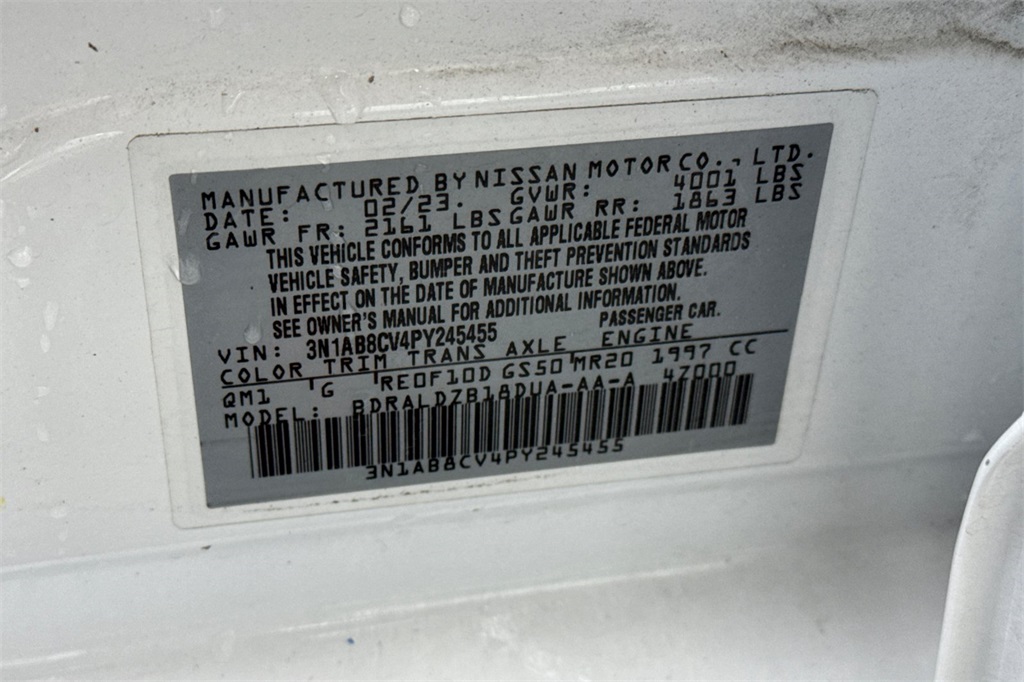 MANUFACTURED BY NISSAN MOTOR CO., LTD.
DATE: 02/23. GVWR: 4001 LBS
GAWR FR: 2161 LBS GAWR RR: 1863 LBS
THIS VEHICLE CONFORMS TO ALL APPLICABLE FEDERAL MOTOR
VEHICLE SAFETY, BUMPER AND THEFT PREVENTION STANDARDS
IN EFFECT ON THE DATE OF MANUFACTURE SHOWN ABOVE.
SEE OWNER'S MANUAL FOR ADDITIONAL INFORMATION.
VIN: 3N1AB8CV4PY245455 PASSENGER CAR.
COLOR TRIM TRANS AXLE ENGINE
QM1 G RE0F10D GS50 MR20 1997 CC
MODEL: BDRALDZB18DUA-AA-A 47000
3N1AB8CV4PY245455